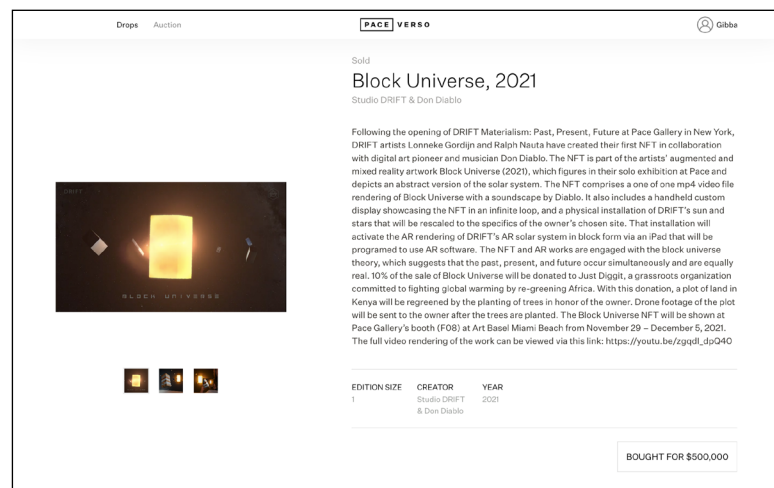 Drops Auction PACE VERSO Gibba
Sold
Block Universe, 2021
Studio DRIFT & Don Diablo
Following the opening of DRIFT Materialism: Past, Present, Future at Pace Gallery in New York,
DRIFT artists Lonneke Gordijn and Ralph Nauta have created their first NFT in collaboration
with digital art pioneer and musician Don Diablo. The NFT is part of the artists' augmented and
mixed reality artwork Block Universe (2021), which figures in their solo exhibition at Pace and
depicts an abstract version of the solar system. The NFT comprises a one of one mp4 video file
rendering of Block Universe with a soundscape by Diablo. It also includes a handheld custom
display showcasing the NFT in an infinite loop, and a physical installation of DRIFT's sun and
stars that will be rescaled to the specifics of the owner's chosen site. That installation will
activate the AR rendering of DRIFT's AR solar system in block form via an iPad that will be
programed to use AR software. The NFT and AR works are engaged with the block universe
theory, which suggests that the past, present, and future occur simultaneously and are equally
real. 10% of the sale of Block Universe will be donated to Just Diggit, a grassroots organization
committed to fighting global warming by re-greening Africa. With this donation, a plot of land in
Kenya will be regreened by the planting of trees in honor of the owner. Drone footage of the plot
will be sent to the owner after the trees are planted. The Block Universe NFT will be shown at
Pace Gallery's booth (F08) at Art Basel Miami Beach from November 29 – December 5, 2021.
The full video rendering of the work can be viewed via this link: https://youtu.be/zgqdl_dpQ40
DRIFT
BLOCK UNIVERSE
EDITION SIZE CREATOR YEAR
1 Studio DRIFT 2021
& Don Diablo
BOUGHT FOR $500,000